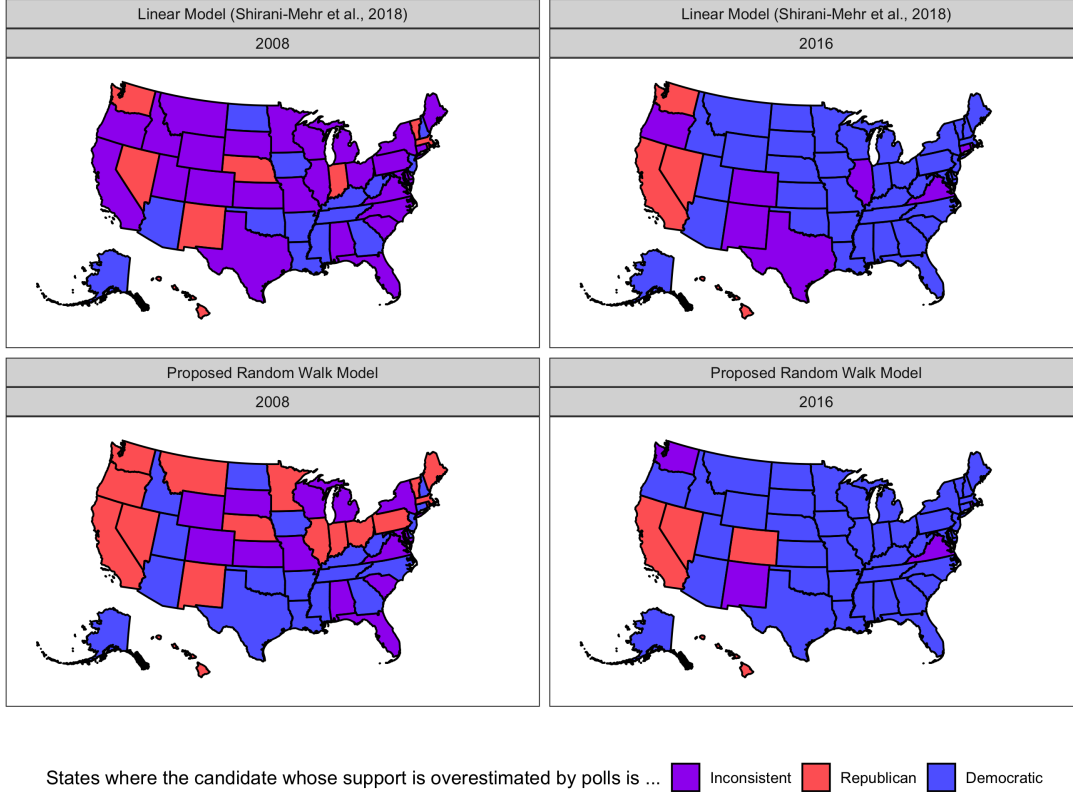 Linear Model (Shirani-Mehr et al., 2018)
2008
Linear Model (Shirani-Mehr et al., 2018)
2016
Proposed Random Walk Model
2008
Proposed Random Walk Model
2016
States where the candidate whose support is overestimated by polls is ... Inconsistent Republican Democratic